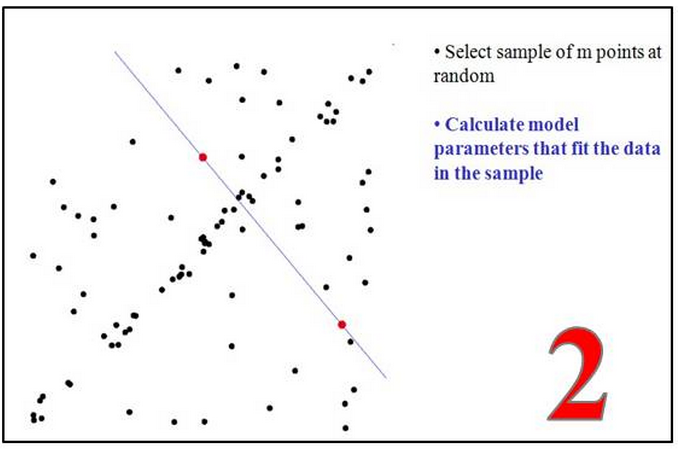 • Select sample of m points at
random
• Calculate model
parameters that fit the data
in the sample
2